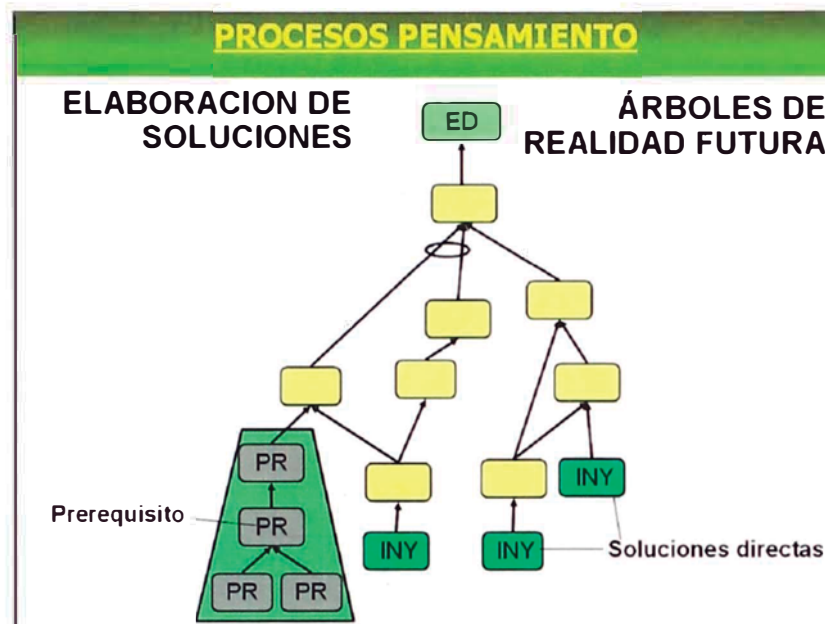 PROCESOS PENSAMIENTO
ELABORACION DE
SOLUCIONES
ED
ÁRBOLES DE
REALIDAD FUTURA
PR
INY
Prerequisito
PR
INY
INY
Soluciones directas
PR
PR